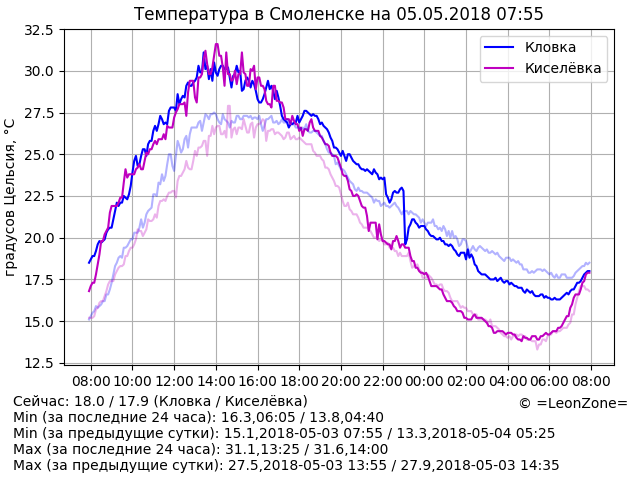 Температура в Смоленске на 05.05.2018 07:55
градусов Цельсия, °C
32.5
30.0
27.5
25.0
22.5
20.0
17.5
15.0
12.5
Кловка
Киселёвка
08:00 10:00 12:00 14:00 16:00 18:00 20:00 22:00 00:00 02:00 04:00 06:00 08:00
Сейчас: 18.0 / 17.9 (Кловка / Киселёвка)
© =LeonZone=
Min (за последние 24 часа): 16.3,06:05 / 13.8,04:40
Min (за предыдущие сутки): 15.1,2018-05-03 07:55 / 13.3,2018-05-04 05:25
Max (за последние 24 часа): 31.1,13:25 / 31.6,14:00
Max (за предыдущие сутки): 27.5,2018-05-03 13:55 / 27.9,2018-05-03 14:35